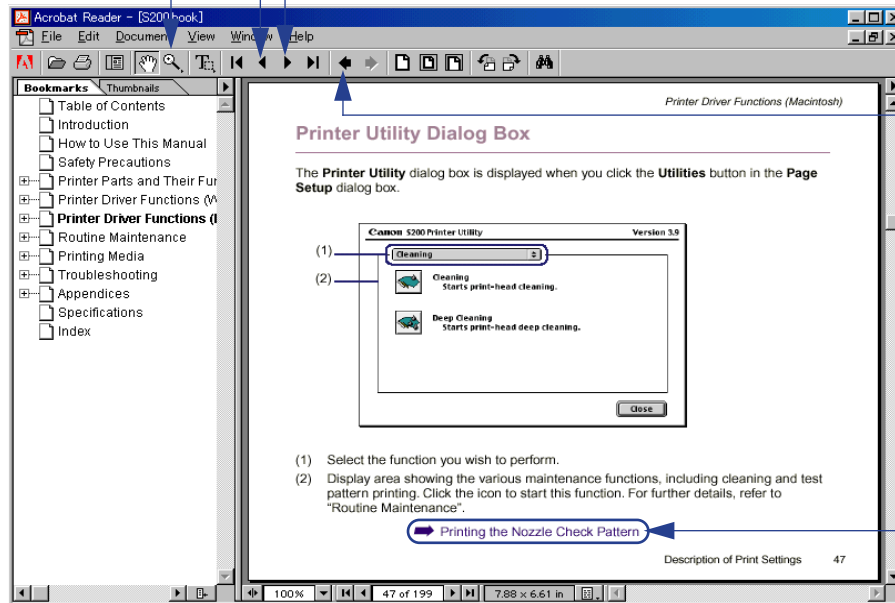 Acrobat Reader - [S200.book]
File Edit Document View Window Help
Bookmarks Thumbnails
Table of Contents
Introduction
How to Use This Manual
Safety Precautions
Printer Parts and Their Fur
Printer Driver Functions (W
Printer Driver Functions (I
Routine Maintenance
Printing Media
Troubleshooting
Appendices
Specifications
Index
Printer Driver Functions (Macintosh)
Printer Utility Dialog Box
The Printer Utility dialog box is displayed when you click the Utilities button in the Page
Setup dialog box.
Canon S200 Printer Utility Version 3.9
(1) Cleaning
(2) Cleaning
Starts print-head cleaning.
Deep Cleaning
Starts print-head deep cleaning.
Close
(1) Select the function you wish to perform.
(2) Display area showing the various maintenance functions, including cleaning and test
pattern printing. Click the icon to start this function. For further details, refer to
“Routine Maintenance”.
Printing the Nozzle Check Pattern
Description of Print Settings 47
100% 47 of 199 7.88 × 6.61 in